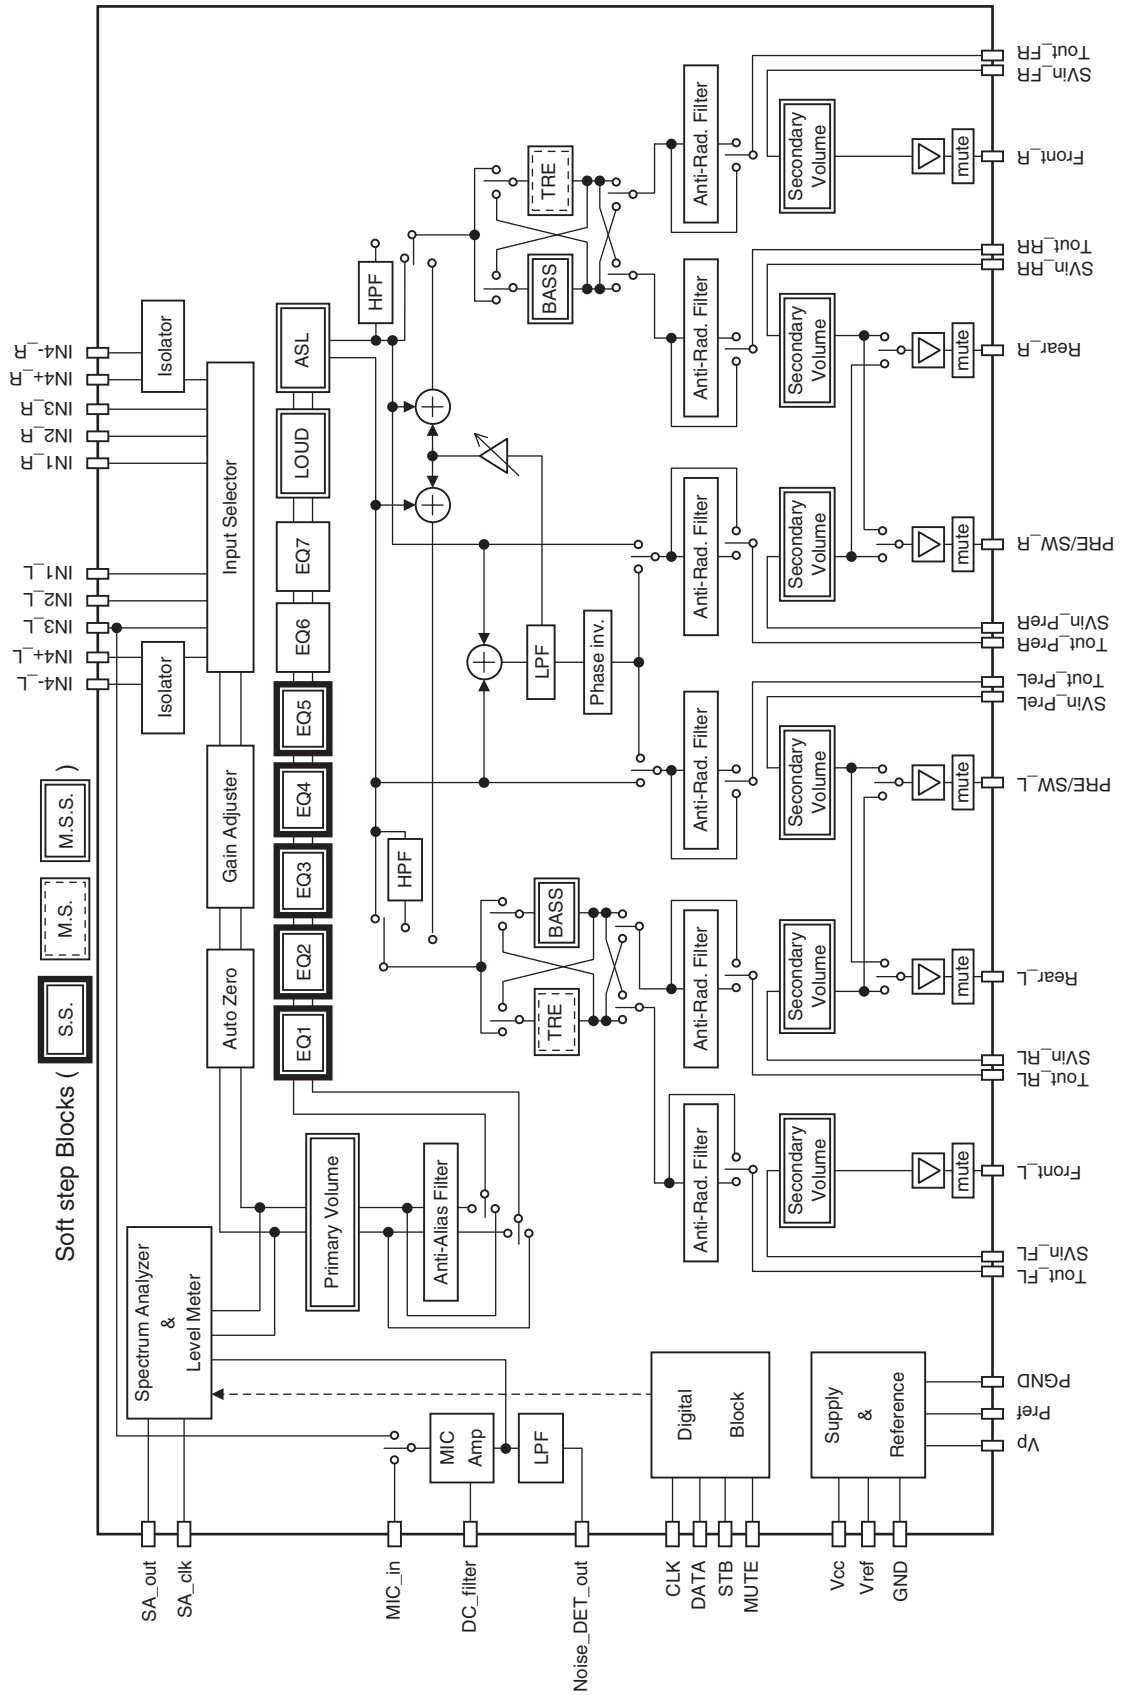 Soft step Blocks ( S.S. M.S. M.S.S. )
IN4-_L
IN4+_L
IN3_L
IN2_L
IN1_L
IN1_R
IN2_R
IN3_R
IN4+_R
IN4-_R
Isolator
Isolator
SA_out
SA_clk
Spectrum Analyzer
&
Level Meter
Auto Zero
Gain Adjuster
Input Selector
Primary Volume
Anti-Alias Filter
EQ1
EQ2
EQ3
EQ4
EQ5
EQ6
EQ7
LOUD
ASL
HPF
HPF
MIC_in
DC_filter
Noise_DET_out
MIC
Amp
LPF
LPF
Phase inv.
TRE
BASS
BASS
TRE
CLK
DATA
STB
MUTE
Digital
Block
Anti-Rad. Filter
Anti-Rad. Filter
Anti-Rad. Filter
Anti-Rad. Filter
Anti-Rad. Filter
Anti-Rad. Filter
Vcc
Vref
GND
Supply
&
Reference
Secondary
Volume
Secondary
Volume
Secondary
Volume
Secondary
Volume
Secondary
Volume
Secondary
Volume
mute
mute
mute
mute
mute
mute
Vp
Pref
PGND
Tout_FL
SVin_FL
Front_L
Tout_RL
SVin_RL
Rear_L
PRE/SW_L
SVin_PreL
Tout_PreL
Tout_PreR
SVin_PreR
PRE/SW_R
Rear_R
SVin_RR
Tout_RR
Front_R
SVin_FR
Tout_FR